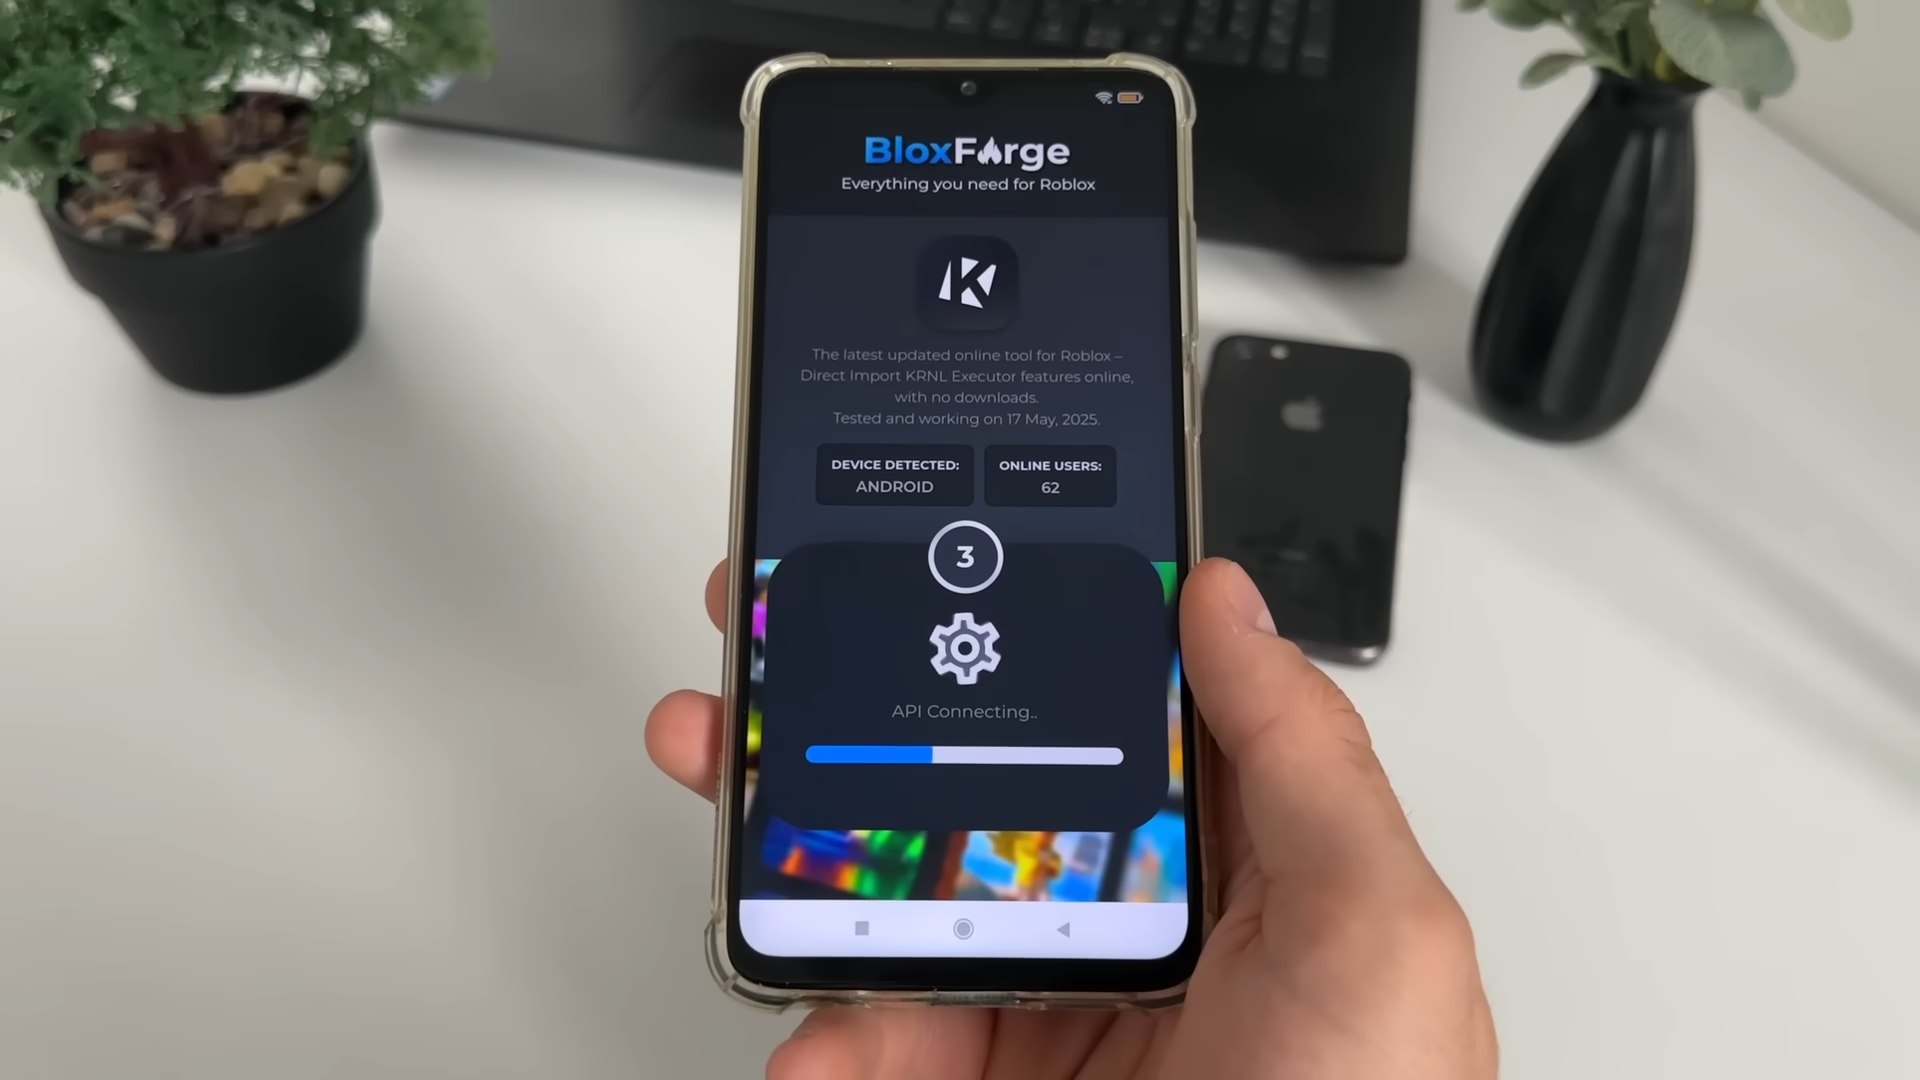 BloxForge
Everything you need for Roblox
The latest updated online tool for Roblox –
Direct Import KRNL Executor features online,
with no downloads.
Tested and working on 17 May, 2025.
DEVICE DETECTED:
ANDROID
ONLINE USERS:
62
3
API Connecting..